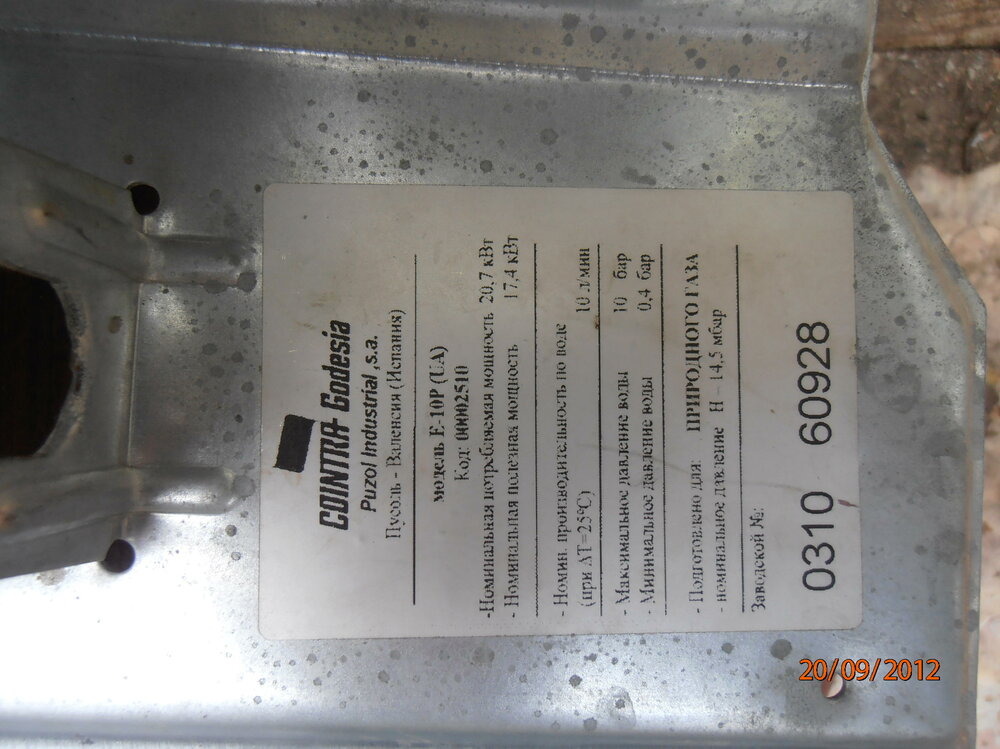 COINTRA Godesia
Puzol Industrial ,s.a.
Пусоль - Валенсия (Испания)
модель E-10P (UA)
Код: 00002510
-Номинальная потребляемая мощность 20,7 кВт
- Номинальная полезная мощность 17,4 кВт
- Номин. производительность по воде
(при ΔT=25°C) 10 л/мин
- Максимальное давление воды 10 бар
- Минимальное давление воды 0,4 бар
- Подготовлено для: ПРИРОДНОГО ГАЗА
- номинальное давление H – 14,5 мбар
Заводской №:
0310 60928
20/09/2012